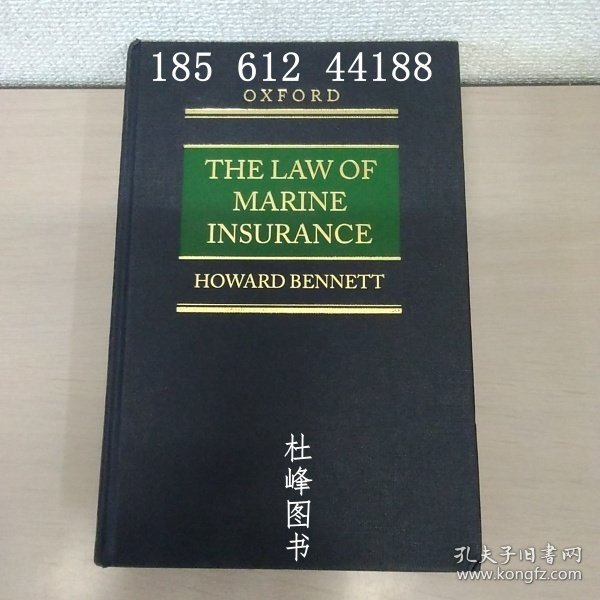 185 612 44188
OXFORD
THE LAW OF
MARINE
INSURANCE
HOWARD BENNETT
杜峰图书
孔夫子旧書网
www.kongfz.com